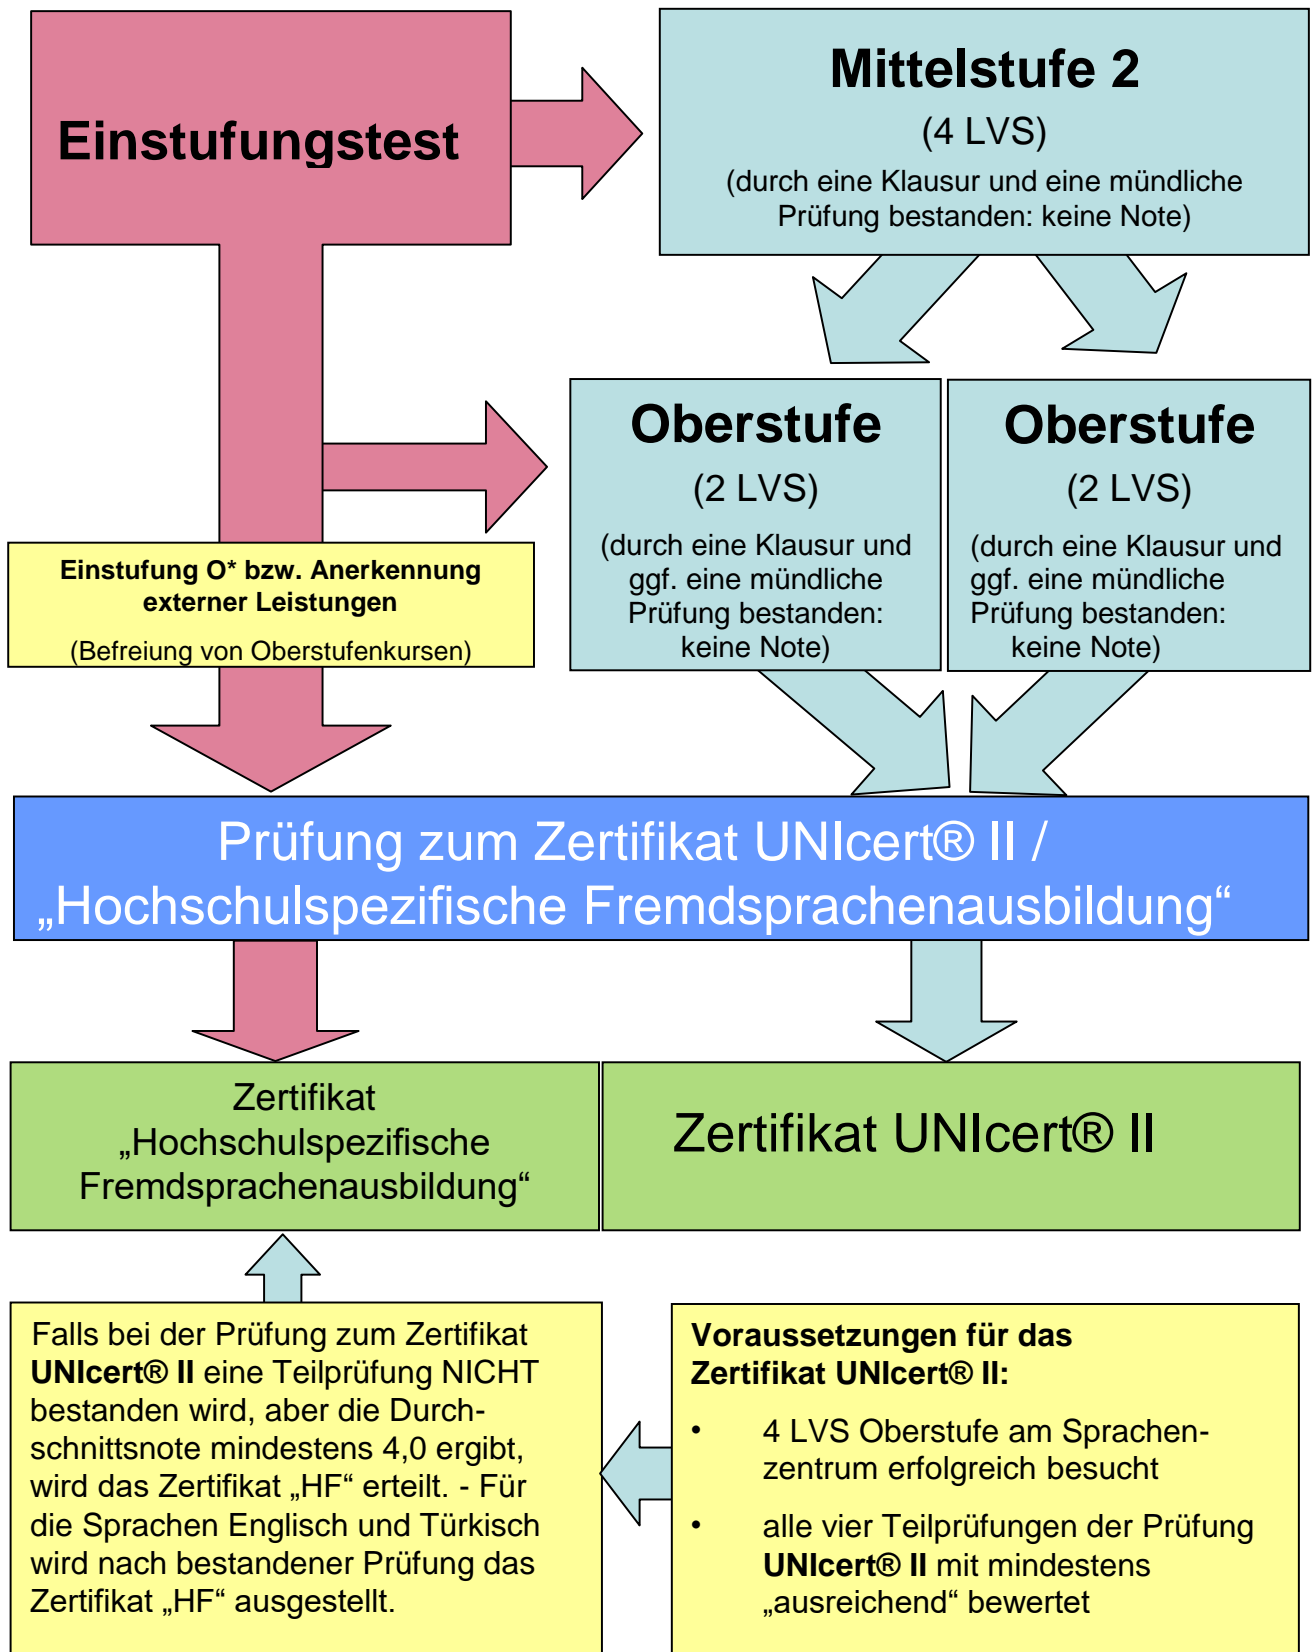 Einstufungstest
Mittelstufe 2
(4 LVS)
(durch eine Klausur und eine mündliche
Prüfung bestanden: keine Note)
Oberstufe
(2 LVS)
(durch eine Klausur und
ggf. eine mündliche
Prüfung bestanden:
keine Note)
Oberstufe
(2 LVS)
(durch eine Klausur und
ggf. eine mündliche
Prüfung bestanden:
keine Note)
Einstufung O* bzw. Anerkennung
externer Leistungen
(Befreiung von Oberstufenkursen)
Prüfung zum Zertifikat UNIcert® II /
„Hochschulspezifische Fremdsprachenausbildung“
Zertifikat
„Hochschulspezifische
Fremdsprachenausbildung“
Zertifikat UNIcert® II
Falls bei der Prüfung zum Zertifikat
UNIcert® II eine Teilprüfung NICHT
bestanden wird, aber die Durch-
schnittsnote mindestens 4,0 ergibt,
wird das Zertifikat „HF“ erteilt. - Für
die Sprachen Englisch und Türkisch
wird nach bestandener Prüfung das
Zertifikat „HF“ ausgestellt.
Voraussetzungen für das
Zertifikat UNIcert® II:
• 4 LVS Oberstufe am Sprachen-
zentrum erfolgreich besucht
• alle vier Teilprüfungen der Prüfung
UNIcert® II mit mindestens
„ausreichend“ bewertet